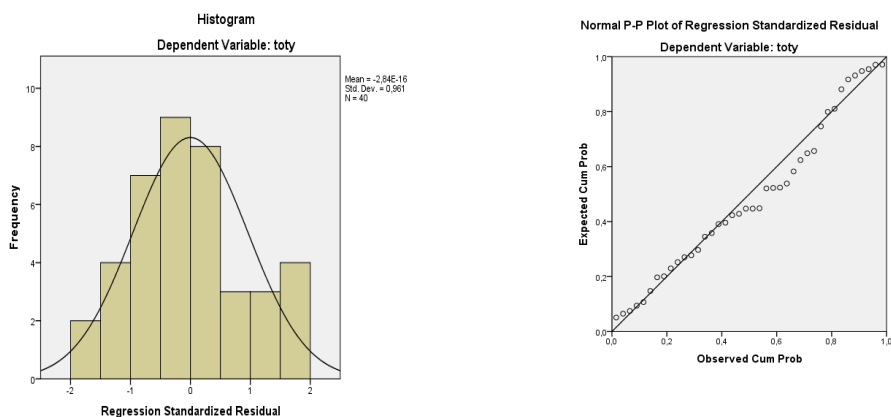 Histogram
Dependent Variable: toty
Mean = -2,84E-16
Std. Dev. = 0,961
N = 40
Frequency
10
8
6
4
2
0
-2
-1
0
1
2
Regression Standardized Residual
Normal P-P Plot of Regression Standardized Residual
Dependent Variable: toty
Expected Cum Prob
1,0
0,8
0,6
0,4
0,2
0,0
0,0
0,2
0,4
0,6
0,8
1,0
Observed Cum Prob